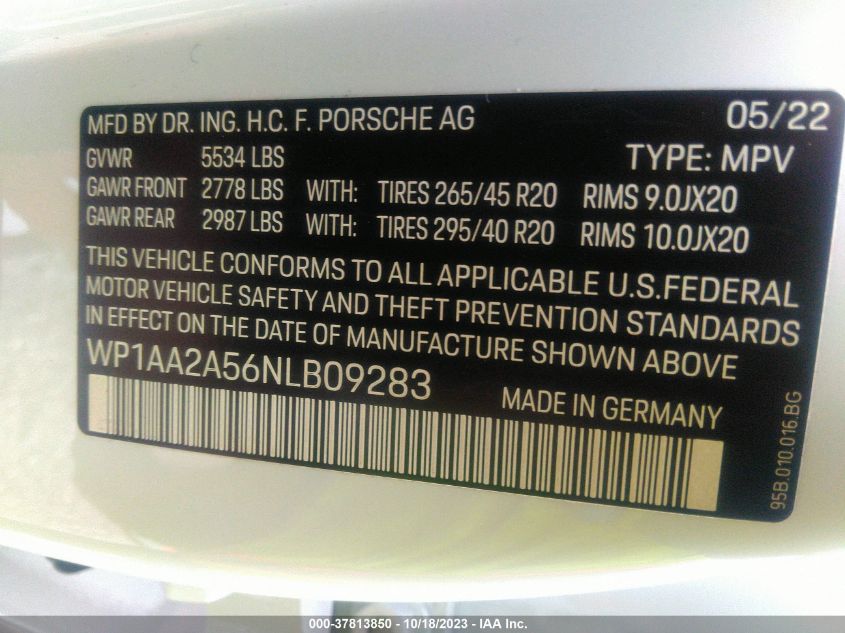 MFD BY DR. ING. H.C. F. PORSCHE AG 05/22
GVWR 5534 LBS TYPE: MPV
GAWR FRONT 2778 LBS WITH: TIRES 265/45 R20 RIMS 9.0JX20
GAWR REAR 2987 LBS WITH: TIRES 295/40 R20 RIMS 10.0JX20
THIS VEHICLE CONFORMS TO ALL APPLICABLE U.S.FEDERAL
MOTOR VEHICLE SAFETY AND THEFT PREVENTION STANDARDS
IN EFFECT ON THE DATE OF MANUFACTURE SHOWN ABOVE
WP1AA2A56NLB09283
MADE IN GERMANY
95B.010.016.BG
000-37813850 - 10/18/2023 - IAA Inc.